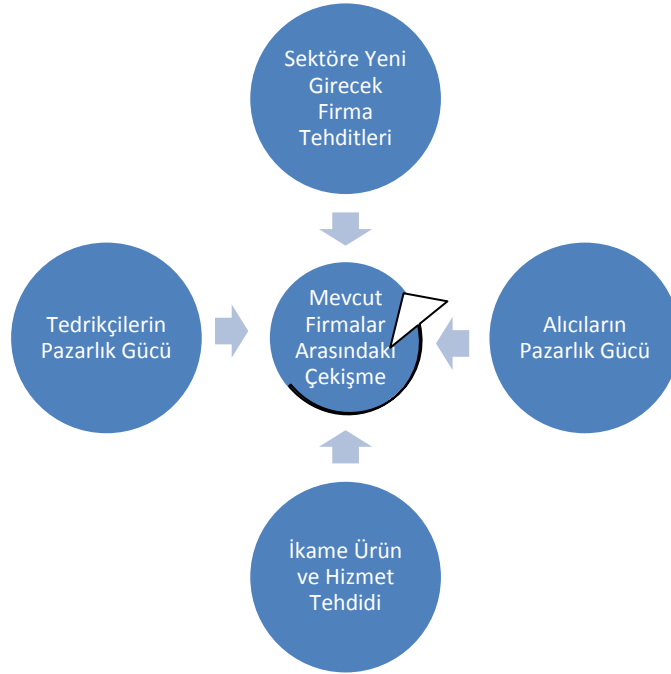 Sektöre Yeni
Girecek
Firma
Tehditleri
Tedrikçilerin
Pazarlık Gücü
Mevcut
Firmalar
Arasındaki
Çekişme
Alıcıların
Pazarlık Gücü
İkame Ürün
ve Hizmet
Tehdidi